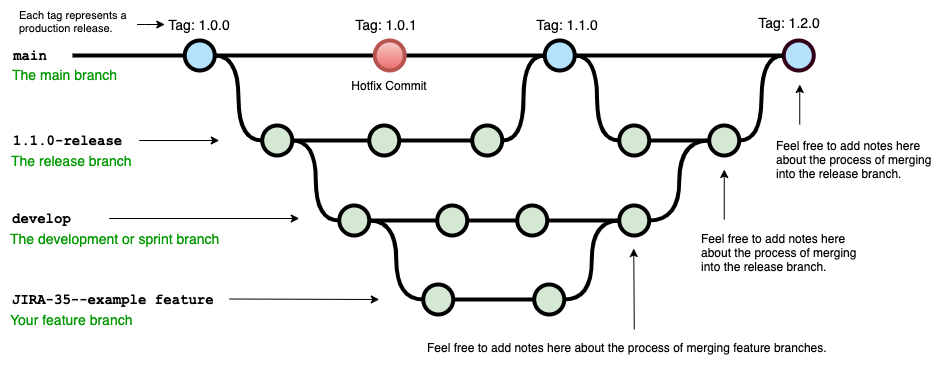 Each tag represents a
production release.
Tag: 1.0.0
Tag: 1.0.1
Tag: 1.1.0
Tag: 1.2.0
main
The main branch
Hotfix Commit
1.1.0-release
The release branch
Feel free to add notes here
about the process of merging
into the release branch.
develop
The development or sprint branch
Feel free to add notes here
about the process of merging
into the release branch.
JIRA-35--example feature
Your feature branch
Feel free to add notes here about the process of merging feature branches.